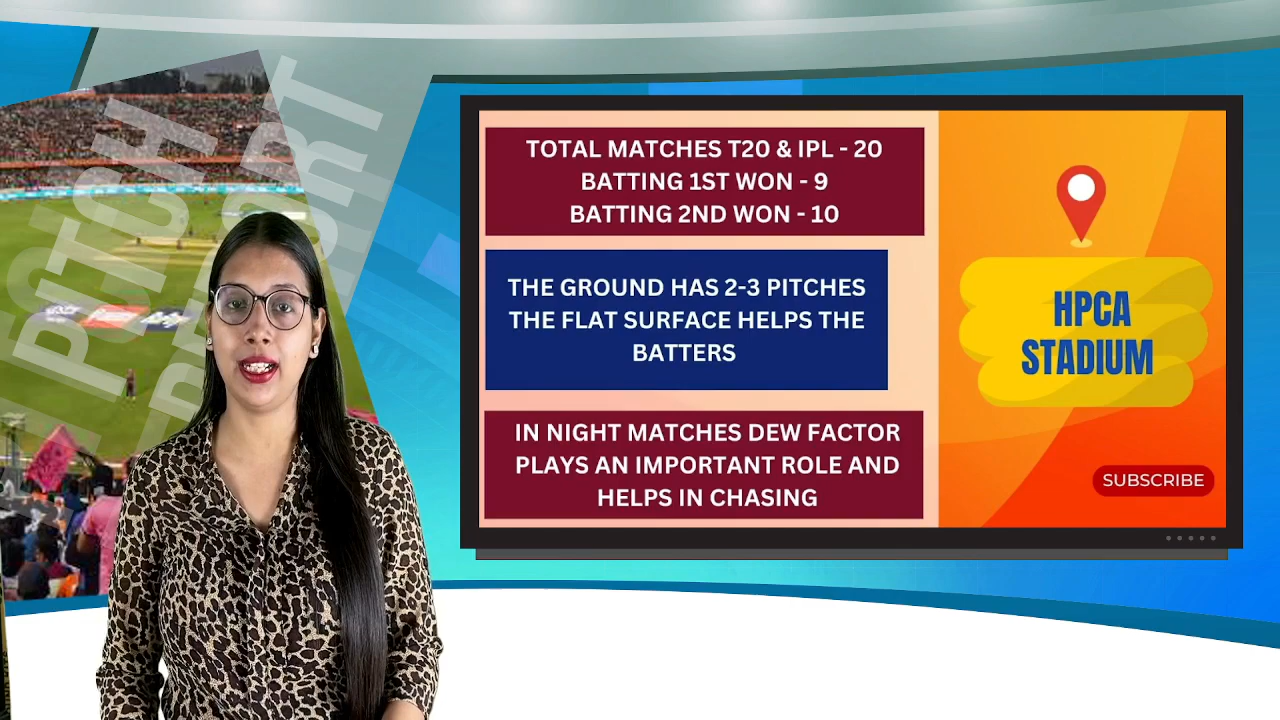 PITCH
REPORT
TOTAL MATCHES T20 & IPL - 20
BATTING 1ST WON - 9
BATTING 2ND WON - 10
THE GROUND HAS 2-3 PITCHES
THE FLAT SURFACE HELPS THE
BATTERS
IN NIGHT MATCHES DEW FACTOR
PLAYS AN IMPORTANT ROLE AND
HELPS IN CHASING
HPCA
STADIUM
SUBSCRIBE